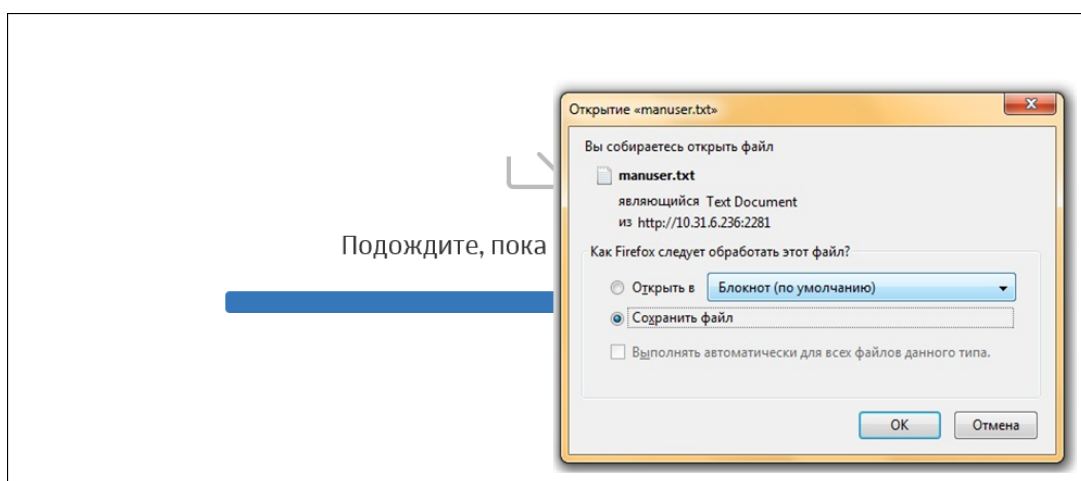 Открытие «manuser.txt»
Вы собираетесь открыть файл
manuser.txt
являющийся Text Document
из http://10.31.6.236:2281
Подождите, пока
Как Firefox следует обработать этот файл?
Открыть в Блокнот (по умолчанию)
Сохранить файл
Выполнять автоматически для всех файлов данного типа.
ОК Отмена